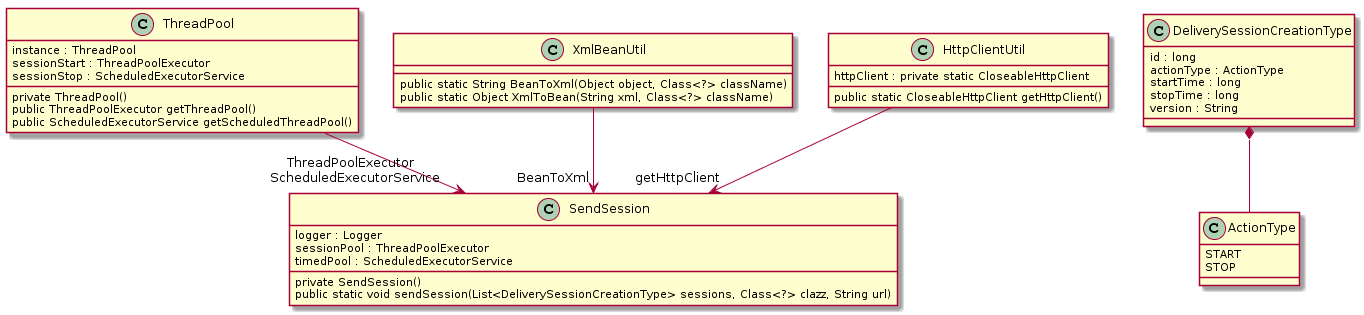 C ThreadPool
instance : ThreadPool
sessionStart : ThreadPoolExecutor
sessionStop : ScheduledExecutorService
private ThreadPool()
public ThreadPoolExecutor getThreadPool()
public ScheduledExecutorService getScheduledThreadPool()
C XmlBeanUtil
public static String BeanToXml(Object object, Class<?> className)
public static Object XmlToBean(String xml, Class<?> className)
C HttpClientUtil
httpClient : private static CloseableHttpClient
public static CloseableHttpClient getHttpClient()
C DeliverySessionCreationType
id : long
actionType : ActionType
startTime : long
stopTime : long
version : String
ThreadPoolExecutor
ScheduledExecutorService
BeanToXml
getHttpClient
C SendSession
logger : Logger
sessionPool : ThreadPoolExecutor
timedPool : ScheduledExecutorService
private SendSession()
public static void sendSession(List<DeliverySessionCreationType> sessions, Class<?> clazz, String url)
C ActionType
START
STOP